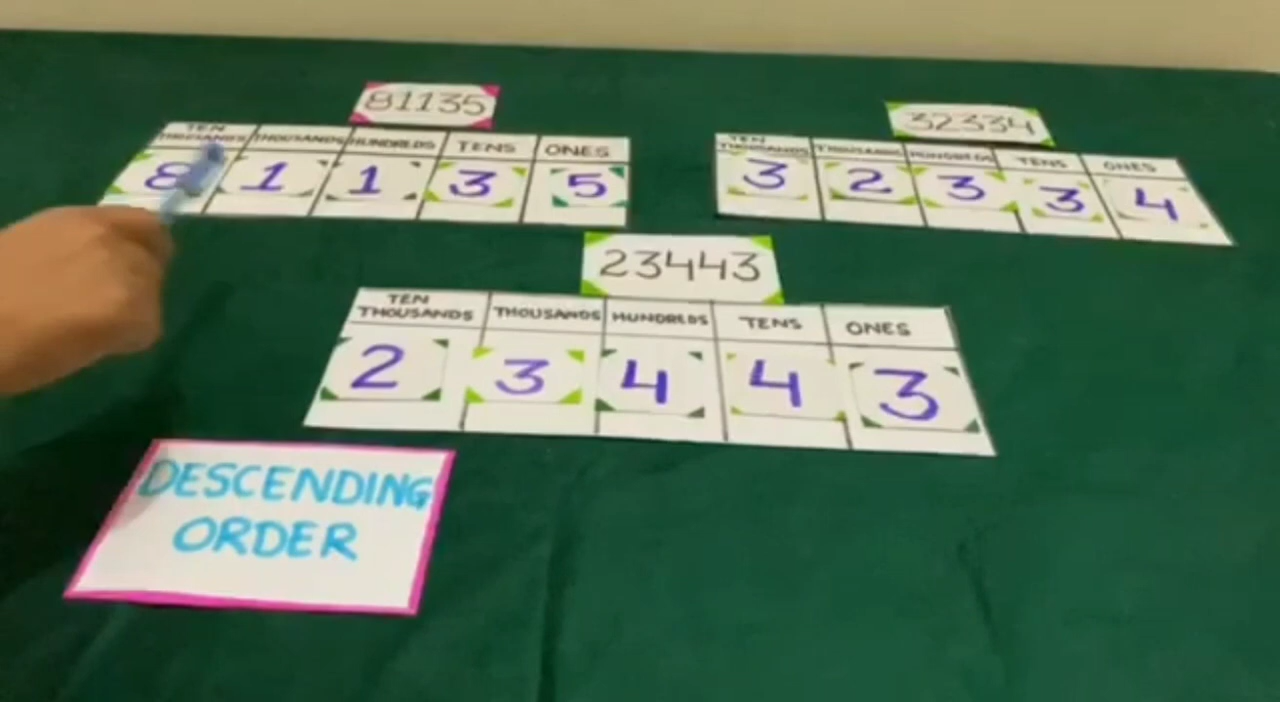 81135
TEN THOUSANDS THOUSANDS HUNDREDS TENS ONES
8 1 1 3 5
32334
TEN THOUSANDS THOUSANDS HUNDREDS TENS ONES
3 2 3 3 4
23443
TEN THOUSANDS THOUSANDS HUNDREDS TENS ONES
2 3 4 4 3
DESCENDING
ORDER